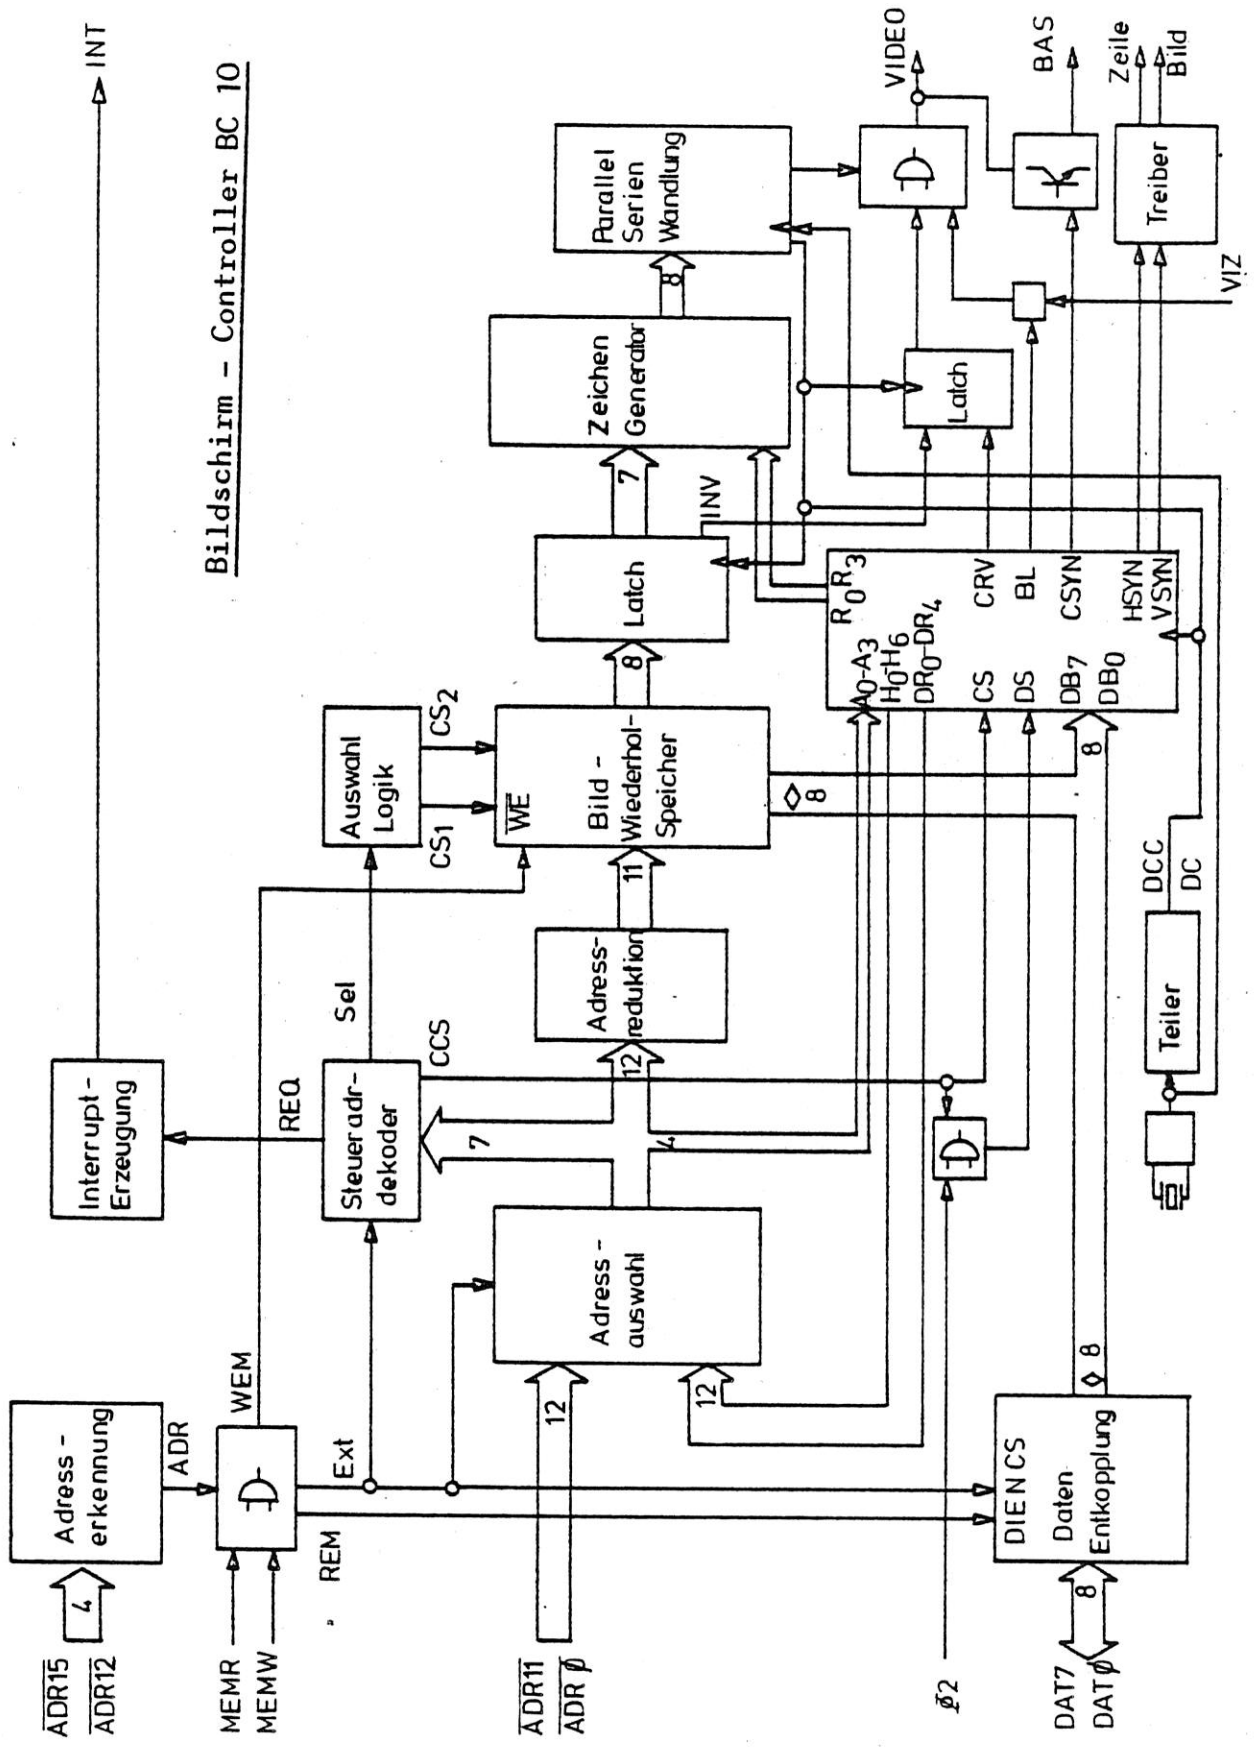 Bildschirm - Controller BC 10
ADR15
ADR12
4
Adress-
erkennung
ADR
MEMR
MEMW
WEM
Ext
REM
Interrupt-
Erzeugung
INT
REQ
Steueradr-
dekoder
Sel
CCS
Auswahl
Logik
CS1
CS2
ADR11
ADRØ
12
12
Adress-
auswahl
7
4
12
Adress-
reduktion
11
WE
Bild-
Wiederhol-
Speicher
8
Latch
INV
7
Zeichen
Generator
8
Parallel
Serien
Wandlung
VIDEO
BAS
Zeile
Bild
Treiber
VIZ
Latch
R0R3
A0-A3
H0-H6
DR0-DR4
CS
DS
DB7
DB0
CRV
BL
CSYN
HSYN
VSYN
8
8
8
Ø2
DIEN CS
Daten
Entkopplung
8
DAT7
DATØ
Teiler
DCC
DC